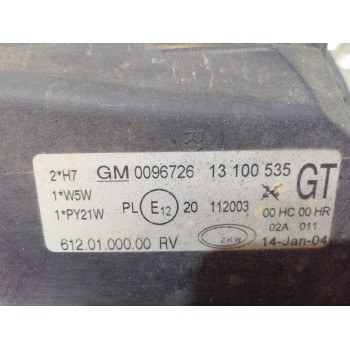 2*H7 GM 0096726 13 100 535 GT
1*W5W
1*PY21W PL E12 20 112003 00 HC 00 HR
02A 011
612.01.000.00 RV 2KW 14-Jan-04